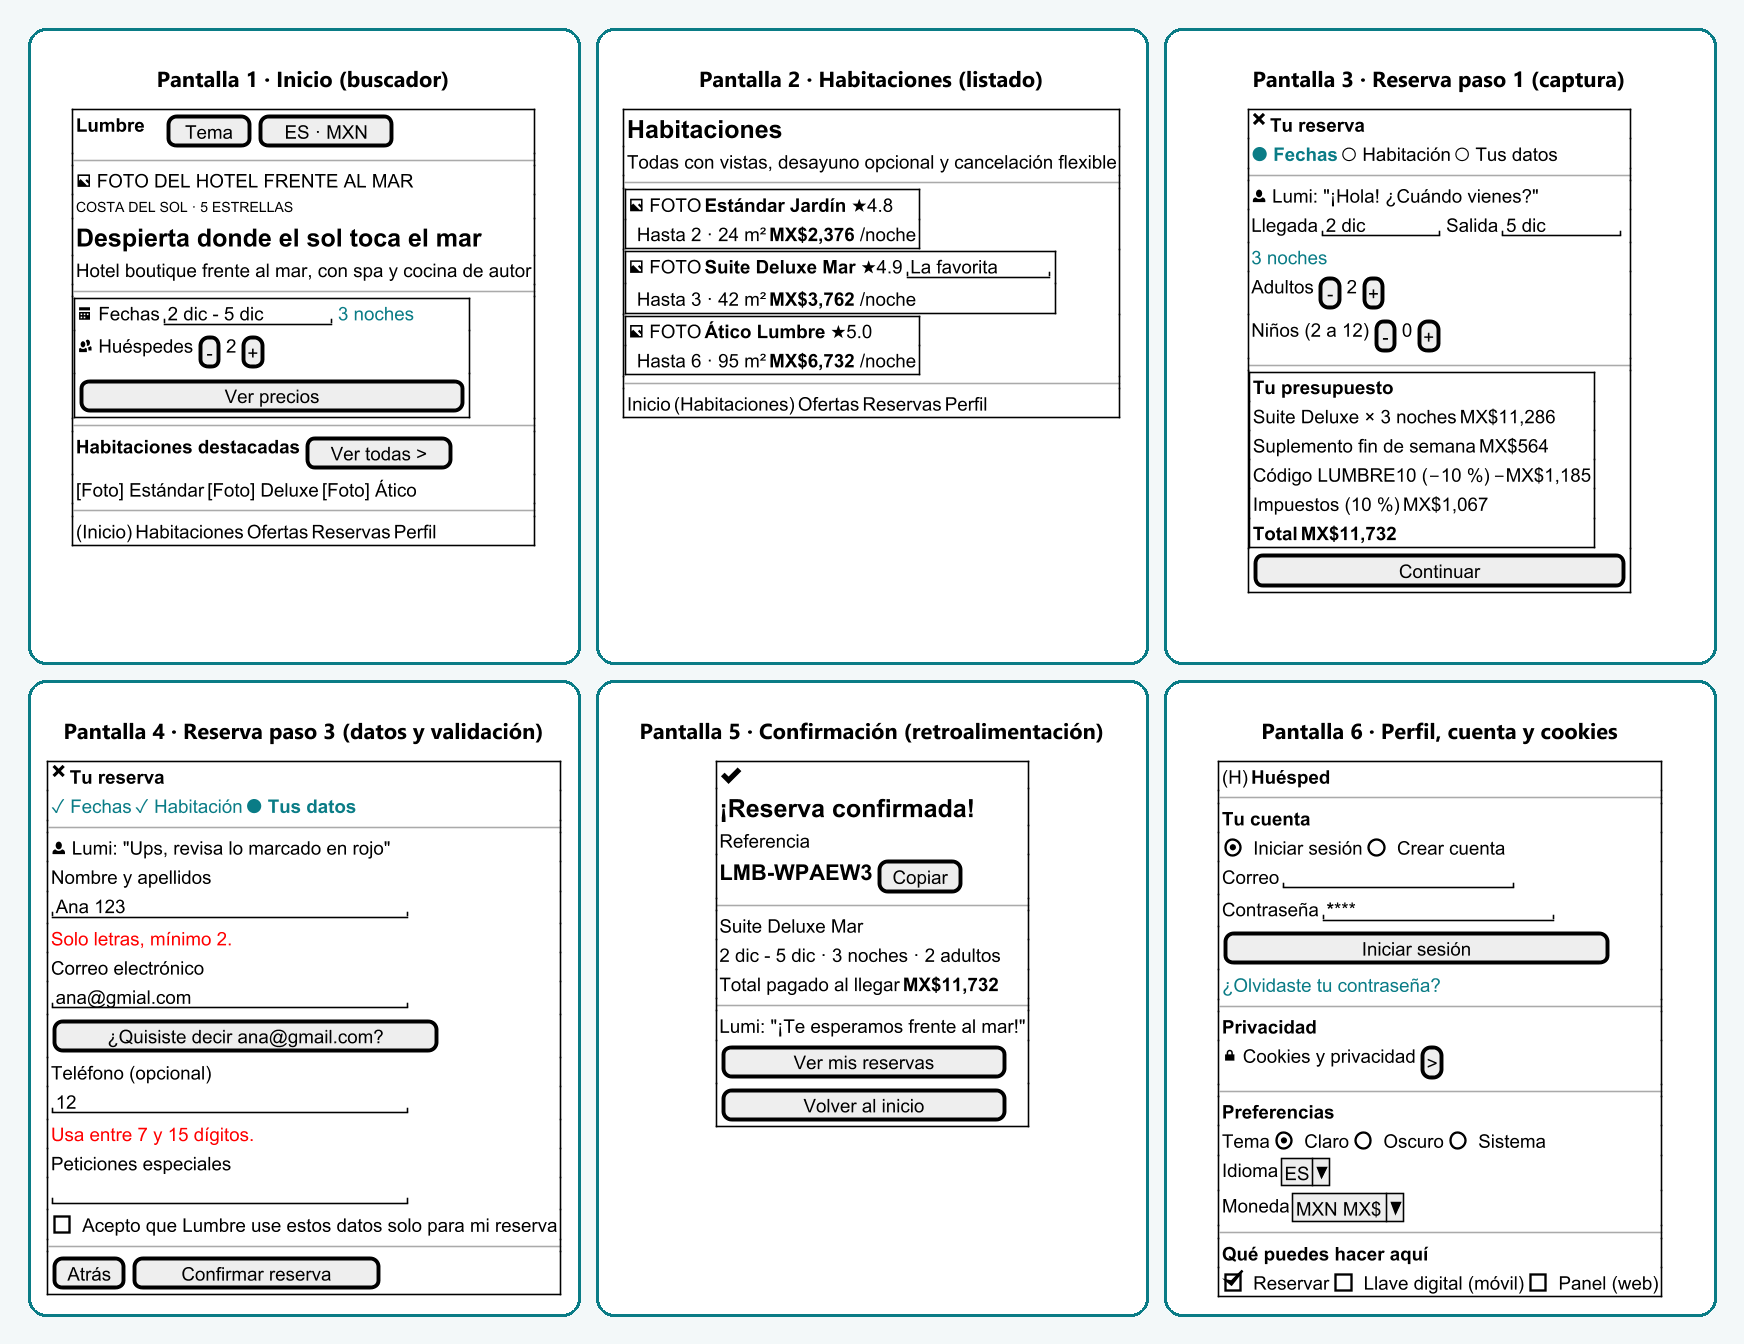 Pantalla 1 · Inicio (buscador)
Lumbre Tema ES · MXN
FOTO DEL HOTEL FRENTE AL MAR
COSTA DEL SOL · 5 ESTRELLAS
Despierta donde el sol toca el mar
Hotel boutique frente al mar, con spa y cocina de autor
Fechas 2 dic - 5 dic 3 noches
Huéspedes - 2 +
Ver precios
Habitaciones destacadas Ver todas >
[Foto] Estándar [Foto] Deluxe [Foto] Ático
(Inicio) Habitaciones Ofertas Reservas Perfil
Pantalla 2 · Habitaciones (listado)
Habitaciones
Todas con vistas, desayuno opcional y cancelación flexible
FOTO Estándar Jardín ★4.8
Hasta 2 · 24 m² MX$2,376 /noche
FOTO Suite Deluxe Mar ★4.9 La favorita
Hasta 3 · 42 m² MX$3,762 /noche
FOTO Ático Lumbre ★5.0
Hasta 6 · 95 m² MX$6,732 /noche
Inicio (Habitaciones) Ofertas Reservas Perfil
Pantalla 3 · Reserva paso 1 (captura)
Tu reserva
● Fechas ○ Habitación ○ Tus datos
Lumi: "¡Hola! ¿Cuándo vienes?"
Llegada 2 dic Salida 5 dic
3 noches
Adultos - 2 +
Niños (2 a 12) - 0 +
Tu presupuesto
Suite Deluxe × 3 noches MX$11,286
Suplemento fin de semana MX$564
Código LUMBRE10 (−10 %) −MX$1,185
Impuestos (10 %) MX$1,067
Total MX$11,732
Continuar
Pantalla 4 · Reserva paso 3 (datos y validación)
Tu reserva
✓ Fechas ✓ Habitación ● Tus datos
Lumi: "Ups, revisa lo marcado en rojo"
Nombre y apellidos
Ana 123
Solo letras, mínimo 2.
Correo electrónico
ana@gmial.com
¿Quisiste decir ana@gmail.com?
Teléfono (opcional)
12
Usa entre 7 y 15 dígitos.
Peticiones especiales
Acepto que Lumbre use estos datos solo para mi reserva
Atrás Confirmar reserva
Pantalla 5 · Confirmación (retroalimentación)
¡Reserva confirmada!
Referencia
LMB-WPAEW3 Copiar
Suite Deluxe Mar
2 dic - 5 dic · 3 noches · 2 adultos
Total pagado al llegar MX$11,732
Lumi: "¡Te esperamos frente al mar!"
Ver mis reservas
Volver al inicio
Pantalla 6 · Perfil, cuenta y cookies
(H) Huésped
Tu cuenta
Iniciar sesión Crear cuenta
Correo
Contraseña ****
Iniciar sesión
¿Olvidaste tu contraseña?
Privacidad
Cookies y privacidad >
Preferencias
Tema Claro Oscuro Sistema
Idioma ES ▼
Moneda MXN MX$ ▼
Qué puedes hacer aquí
Reservar Llave digital (móvil) Panel (web)